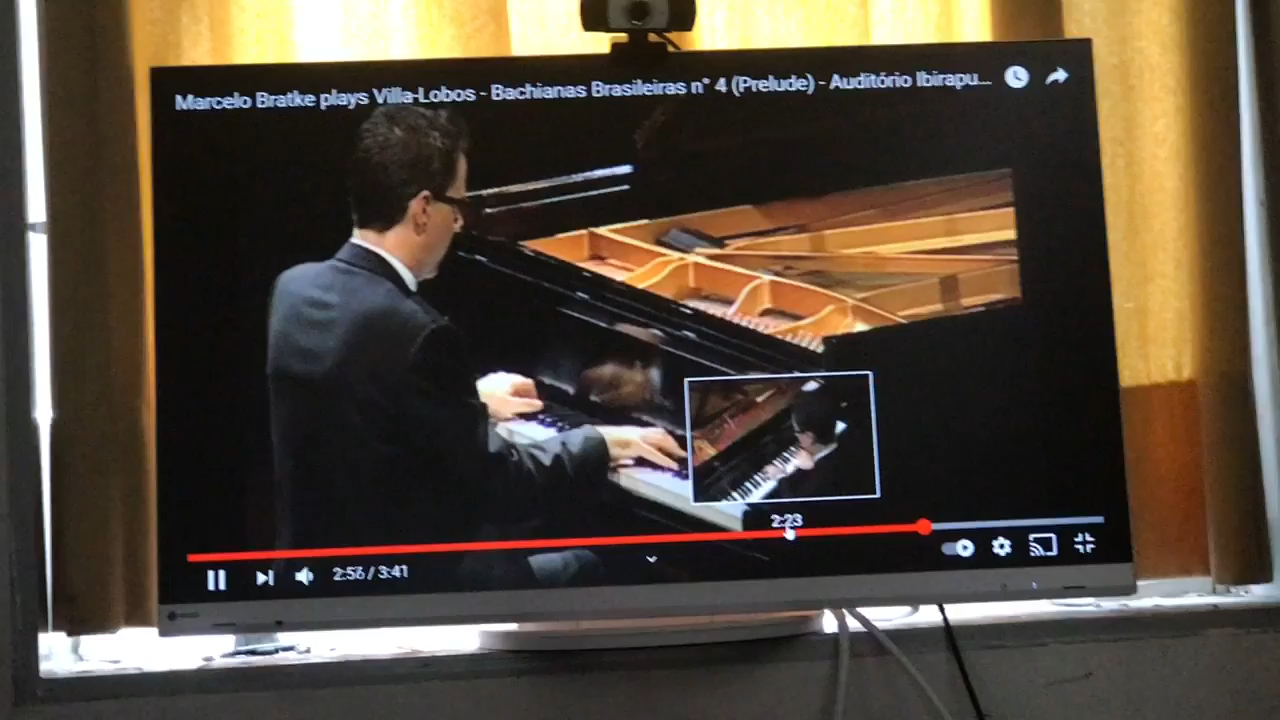 Marcelo Bratke plays Villa-Lobos - Bachianas Brasileiras n° 4 (Prelude) - Auditório Ibirapu...
2:23
2:56 / 3:41